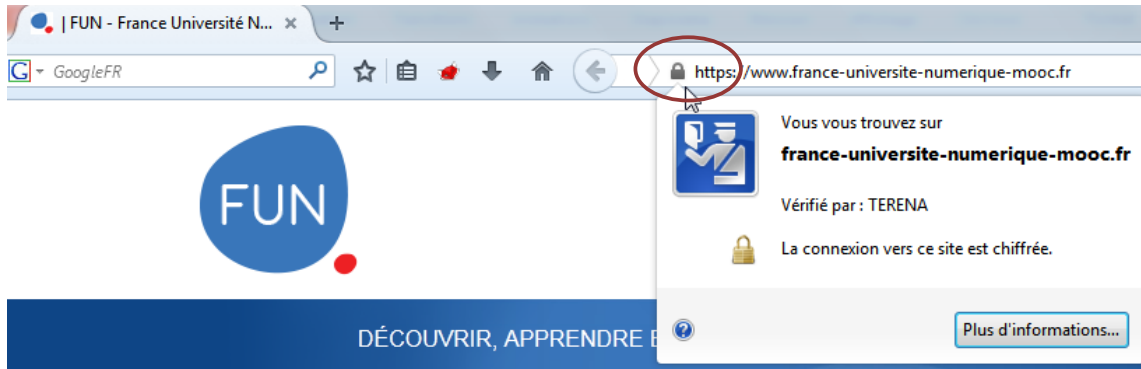 | FUN - France Université N... × +
G GoogleFR
https://www.france-universite-numerique-mooc.fr
Vous vous trouvez sur
france-universite-numerique-mooc.fr
Vérifié par : TERENA
La connexion vers ce site est chiffrée.
FUN
? Plus d'informations...
DÉCOUVRIR, APPRENDRE